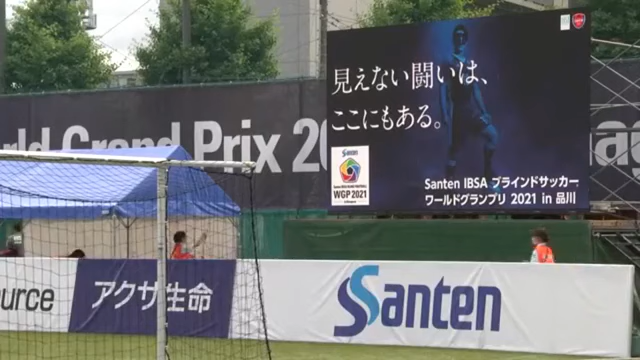 見えない闘いは、
ここにもある。
Santen
WGP 2021
Santen IBSA ブラインドサッカー
ワールドグランプリ 2021 in 品川
Grand Prix 20
ource
アクサ生命
Santen